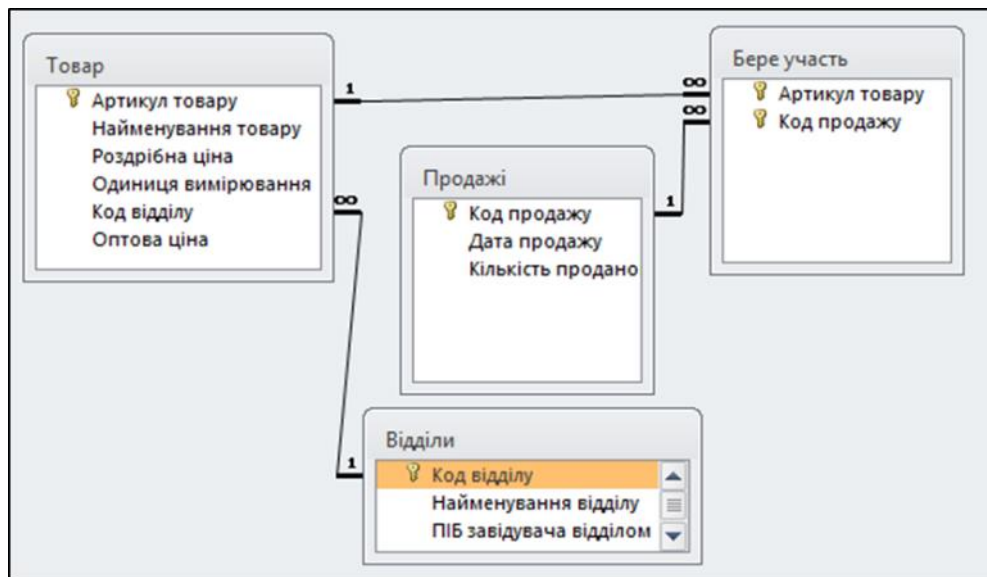 Товар
Артикул товару
Найменування товару
Роздрібна ціна
Одиниця вимірювання
Код відділу
Оптова ціна
1
∞
∞
Бере участь
Артикул товару
Код продажу
Продажі
Код продажу
Дата продажу
Кількість продано
1
∞
1
Відділи
Код відділу
Найменування відділу
ПІБ завідувача відділом